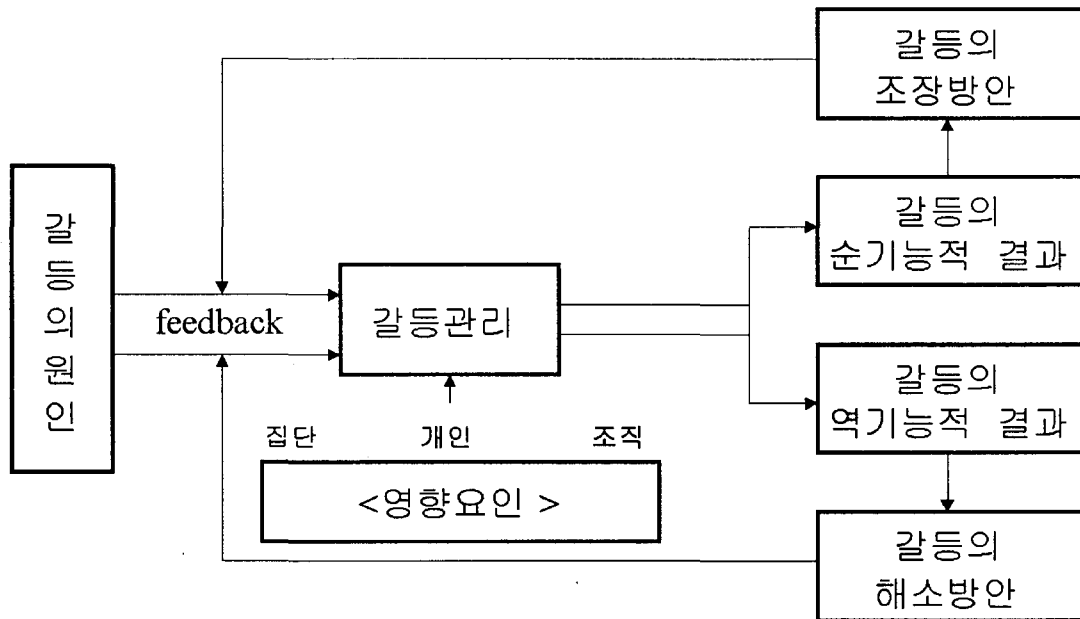 갈등의
조장방안
갈등의원인
갈등의
순기능적 결과
feedback
갈등관리
갈등의
역기능적 결과
집단 개인 조직
<영향요인 >
갈등의
해소방안